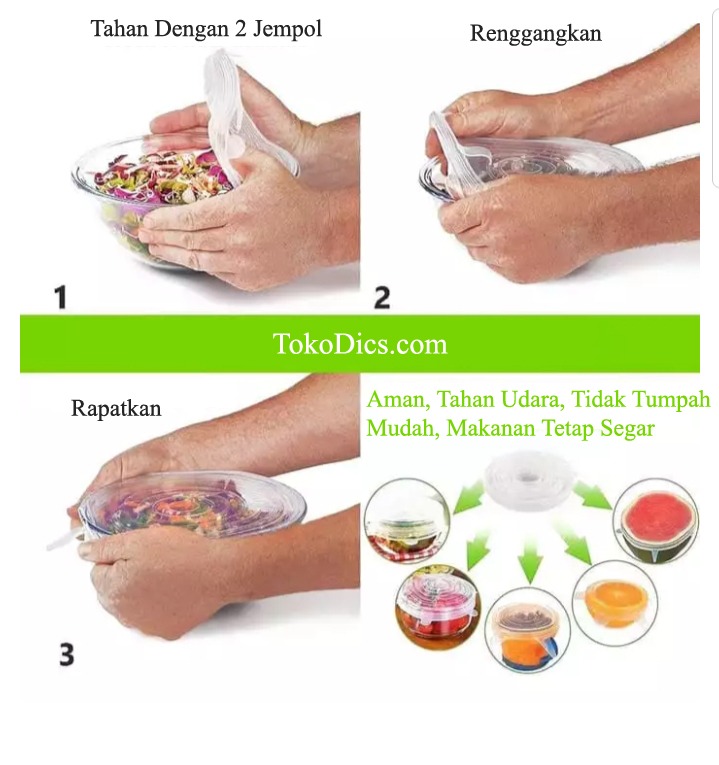 Tahan Dengan 2 Jempol
Renggangkan
1
2
TokoDics.com
Rapatkan
Aman, Tahan Udara, Tidak Tumpah
Mudah, Makanan Tetap Segar
3